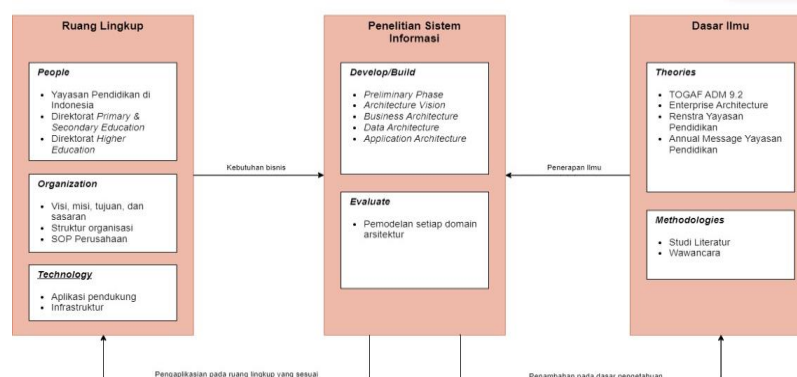 Ruang Lingkup
People
• Yayasan Pendidikan di
Indonesia
• Direktorat Primary &
Secondary Education
• Direktorat Higher
Education
Organization
• Visi, misi, tujuan, dan
sasaran
• Struktur organisasi
• SOP Perusahaan
Technology
• Aplikasi pendukung
• Infrastruktur
Kebutuhan bisnis
Penelitian Sistem
Informasi
Develop/Build
• Preliminary Phase
• Architecture Vision
• Business Architecture
• Data Architecture
• Application Architecture
Evaluate
• Pemodelan setiap domain
arsitektur
Penerapan Ilmu
Dasar Ilmu
Theories
• TOGAF ADM 9.2
• Enterprise Architecture
• Renstra Yayasan
Pendidikan
• Annual Message Yayasan
Pendidikan
Methodologies
• Studi Literatur
• Wawancara
Pengaplikasian pada ruang lingkup yang sesuai
Penambahan pada dasar pengetahuan